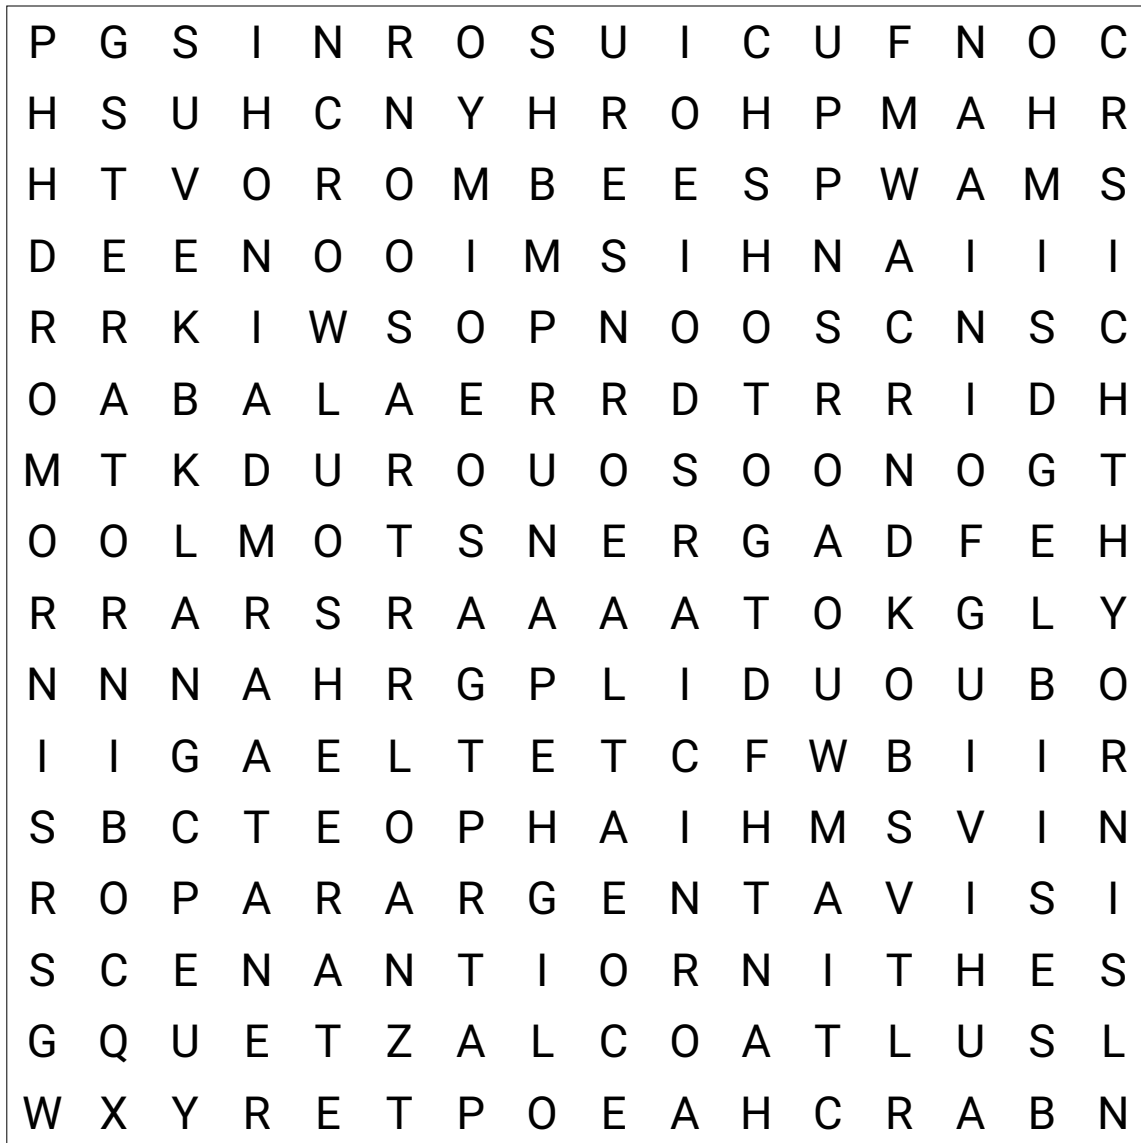 P G S I N R O S U I C U F N O C
H S U H C N Y H R O H P M A H R
H T V O R O M B E E S P W A M S
D E E N O O I M S I H N A I I I
R R K I W S O P N O O S C N S C
O A B A L A E R R D T R R I D H
M T K D U R O U O S O O N O G T
O O L M O T S N E R G A D F E H
R R A R S R A A A A T O K G L Y
N N N A H R G P L I D U O U B O
I I G A E L T E T C F W B I I R
S B C T E O P H A I H M S V I N
R O P A R A R G E N T A V I S I
S C E N A N T I O R N I T H E S
G Q U E T Z A L C O A T L U S L
W X Y R E T P O E A H C R A B N